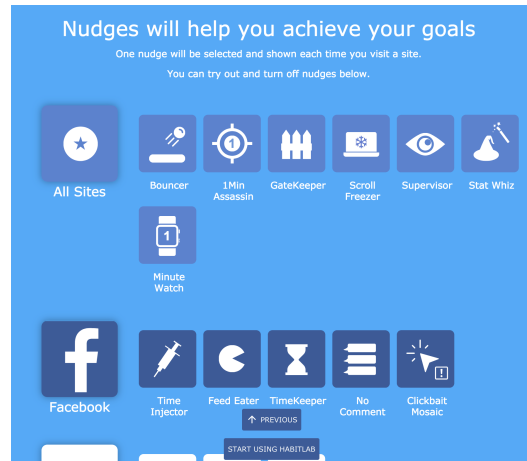 Nudges will help you achieve your goals
One nudge will be selected and shown each time you visit a site.
You can try out and turn off nudges below.
All Sites
Bouncer
1
1Min
Assassin
GateKeeper
Scroll
Freezer
Supervisor
Stat Whiz
1
Minute
Watch
f
Facebook
Time
Injector
Feed Eater
TimeKeeper
No
Comment
!
Clickbait
Mosaic
↑ PREVIOUS
START USING HABITLAB